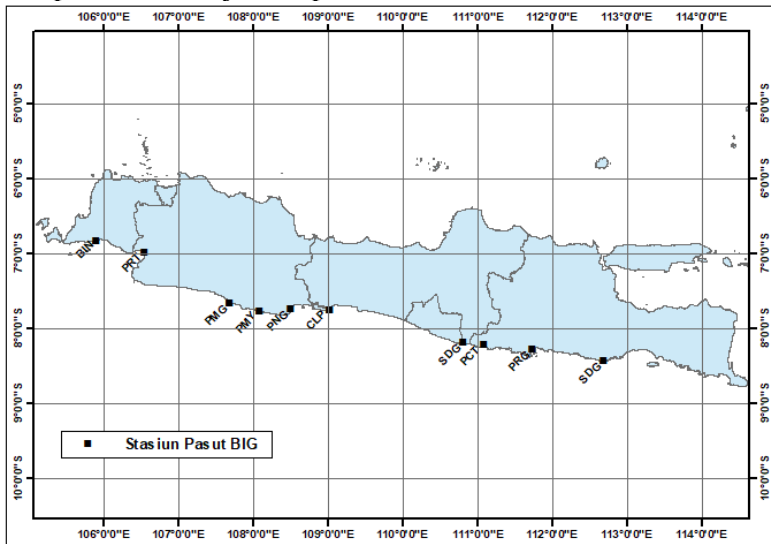 106°0'0"E 107°0'0"E 108°0'0"E 109°0'0"E 110°0'0"E 111°0'0"E 112°0'0"E 113°0'0"E 114°0'0"E
5°0'0"S 5°0'0"S
6°0'0"S 6°0'0"S
7°0'0"S 7°0'0"S
8°0'0"S 8°0'0"S
9°0'0"S 9°0'0"S
10°0'0"S 10°0'0"S
BIN
PRT
PMG
PMY
PNG
CLP
SDG
PCT
PRG
SDG
Stasiun Pasut BIG
106°0'0"E 107°0'0"E 108°0'0"E 109°0'0"E 110°0'0"E 111°0'0"E 112°0'0"E 113°0'0"E 114°0'0"E